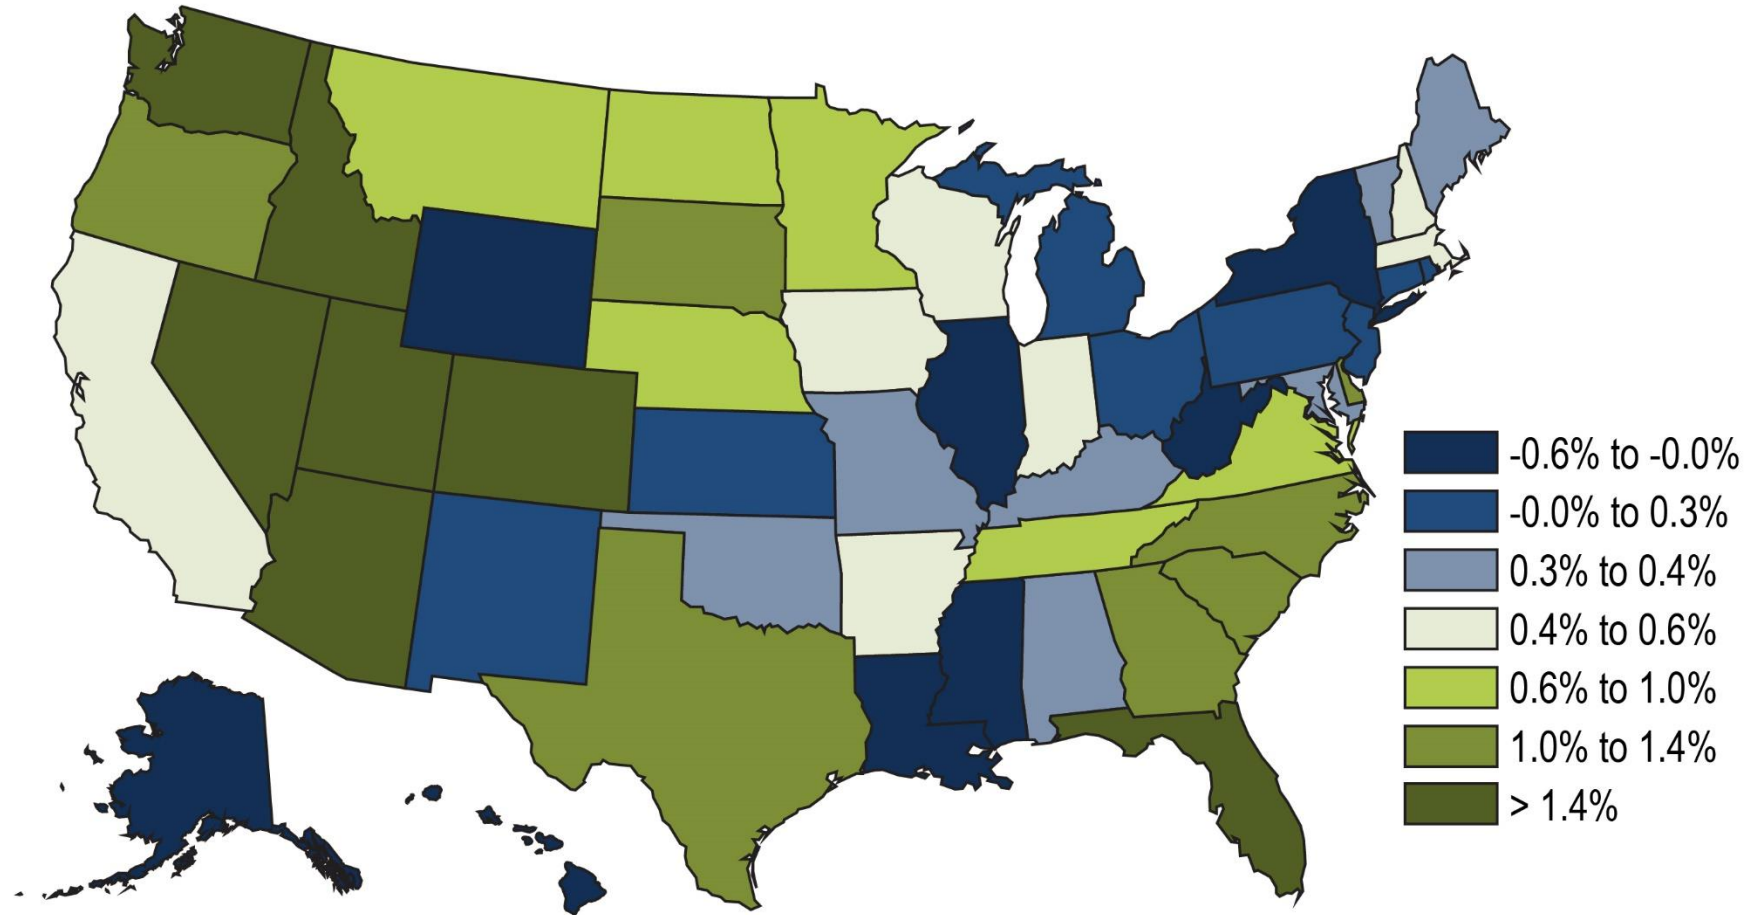 -0.6% to -0.0%
-0.0% to 0.3%
0.3% to 0.4%
0.4% to 0.6%
0.6% to 1.0%
1.0% to 1.4%
> 1.4%